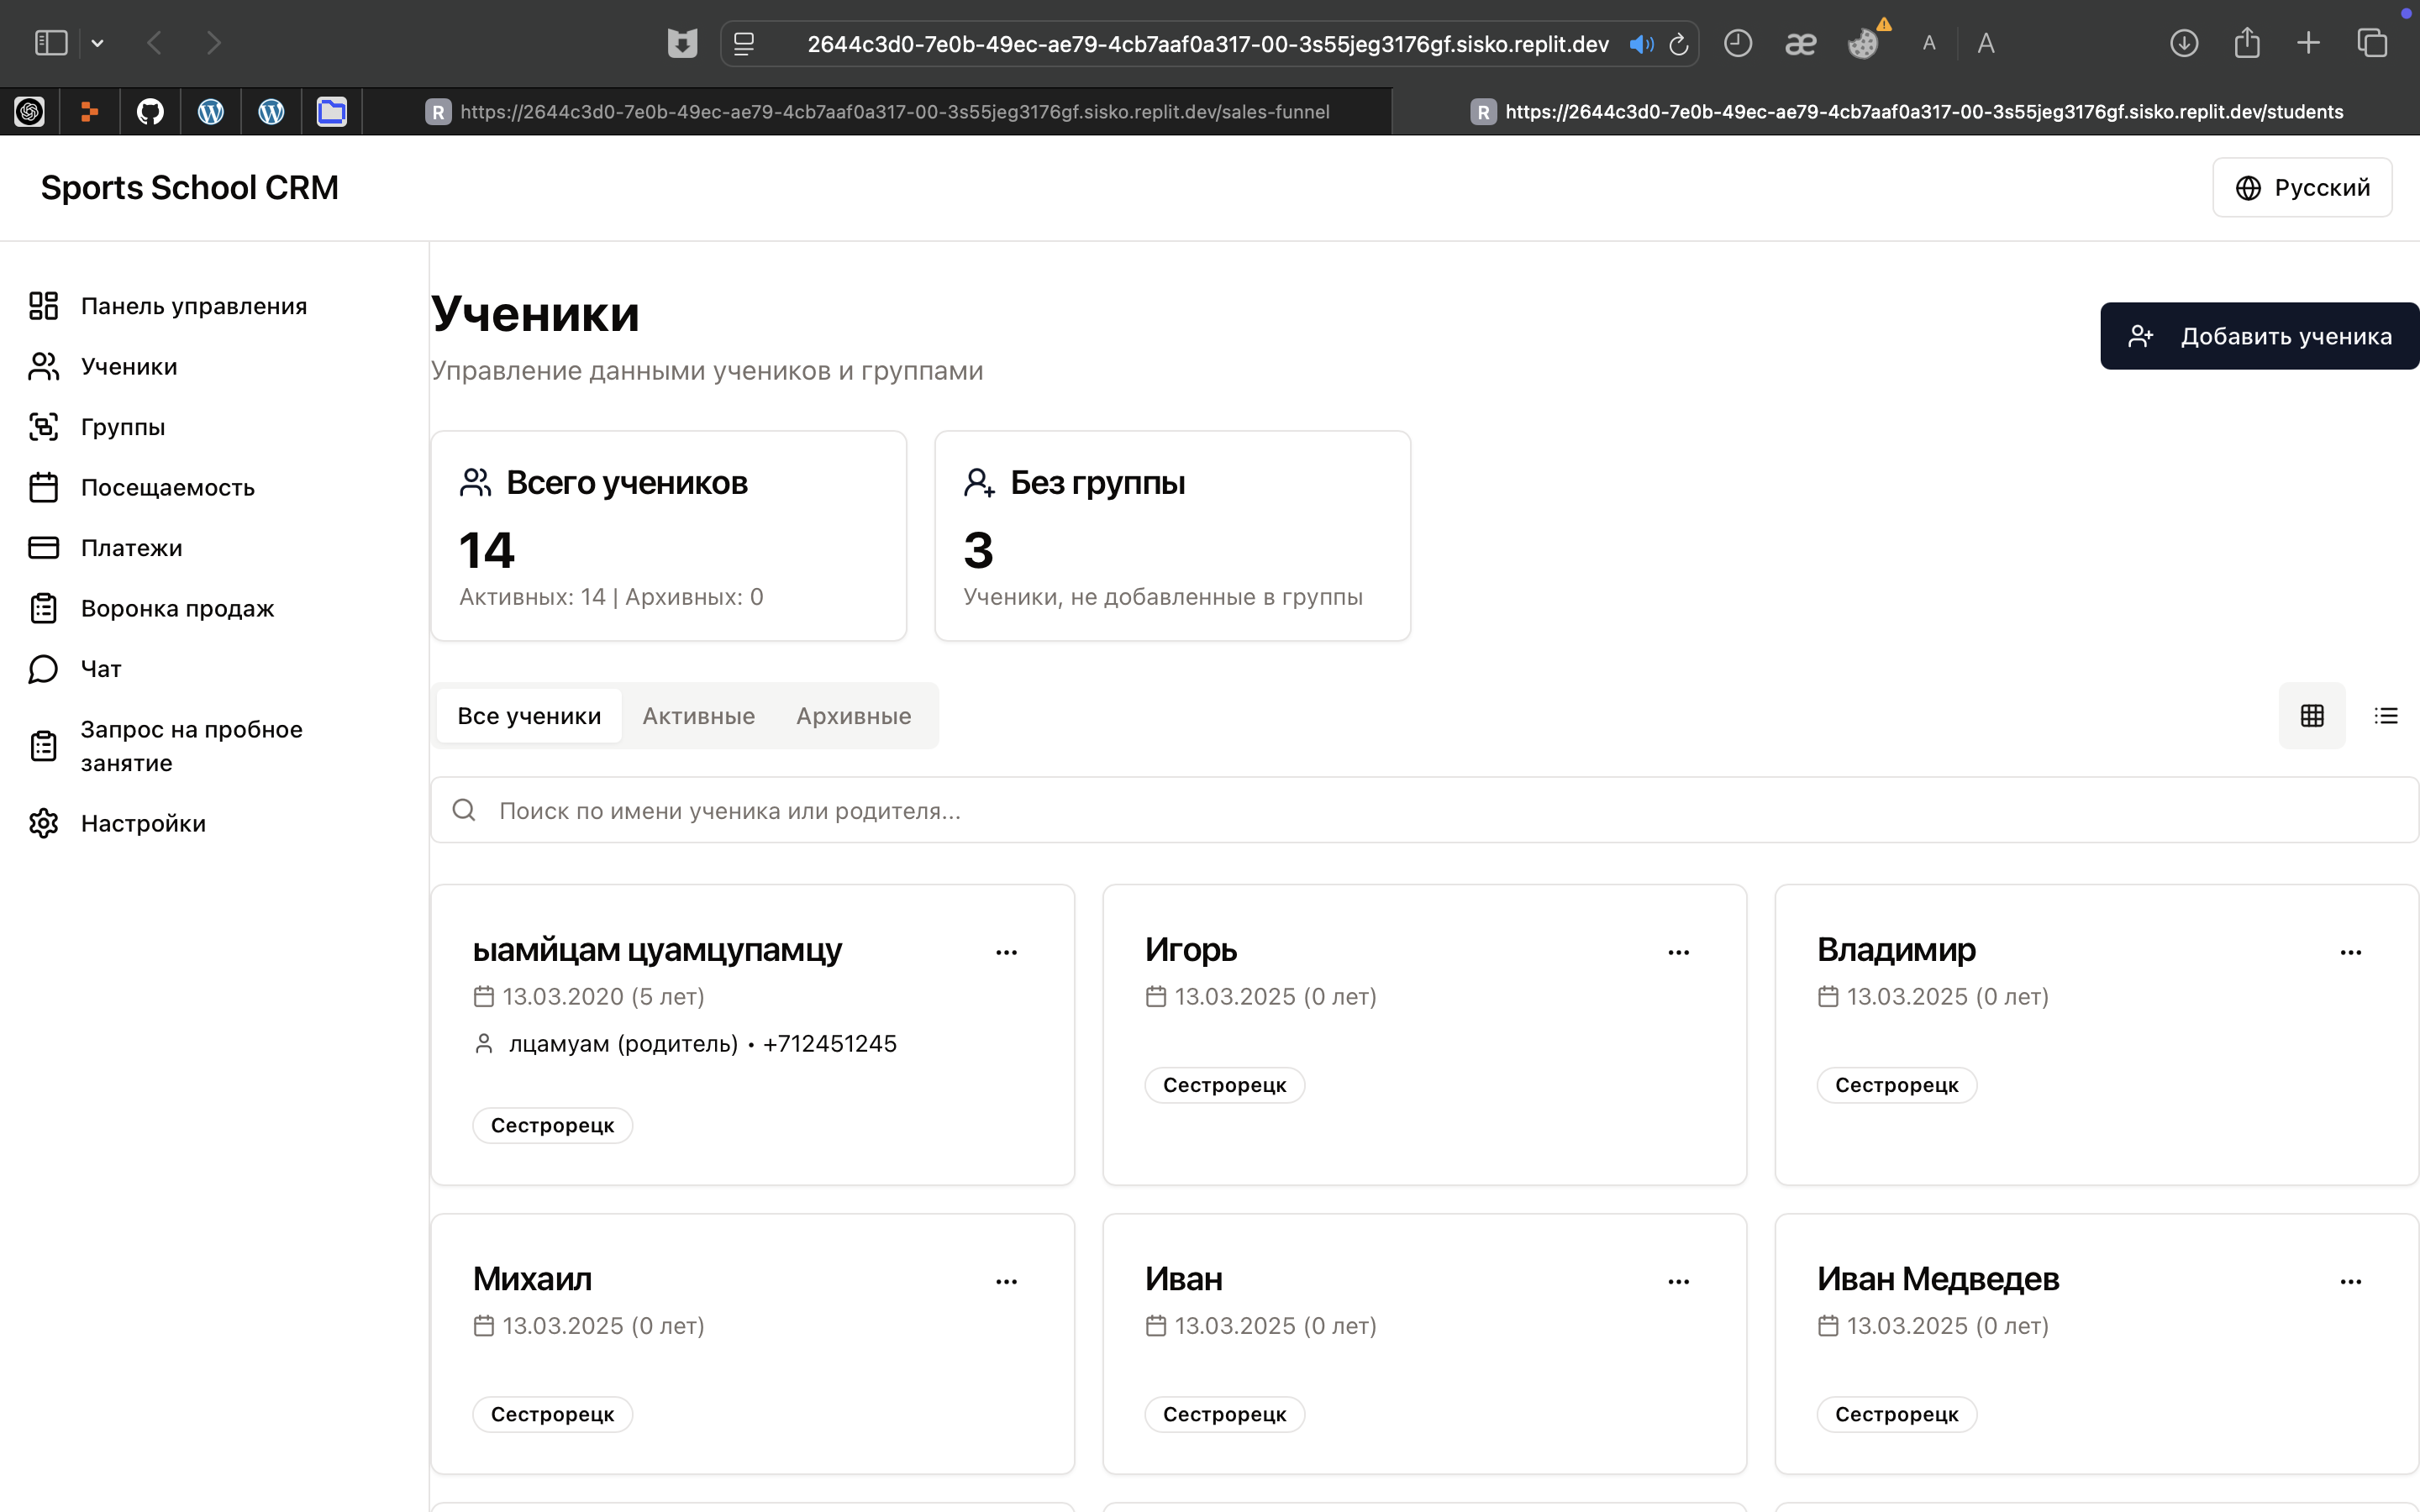 2644c3d0-7e0b-49ec-ae79-4cb7aaf0a317-00-3s55jeg3176gf.sisko.replit.dev
æ
A
A
R https://2644c3d0-7e0b-49ec-ae79-4cb7aaf0a317-00-3s55jeg3176gf.sisko.replit.dev/sales-funnel
R https://2644c3d0-7e0b-49ec-ae79-4cb7aaf0a317-00-3s55jeg3176gf.sisko.replit.dev/students
Sports School CRM
Русский
Панель управления
Ученики
Группы
Посещаемость
Платежи
Воронка продаж
Чат
Запрос на пробное
занятие
Настройки
Ученики
Управление данными учеников и группами
Добавить ученика
Всего учеников
14
Активных: 14 | Архивных: 0
Без группы
3
Ученики, не добавленные в группы
Все ученики Активные Архивные
Поиск по имени ученика или родителя...
ыамйцам цуамцупамцу
13.03.2020 (5 лет)
лцамуам (родитель) • +712451245
Сестрорецк
Игорь
13.03.2025 (0 лет)
Сестрорецк
Владимир
13.03.2025 (0 лет)
Сестрорецк
Михаил
13.03.2025 (0 лет)
Сестрорецк
Иван
13.03.2025 (0 лет)
Сестрорецк
Иван Медведев
13.03.2025 (0 лет)
Сестрорецк